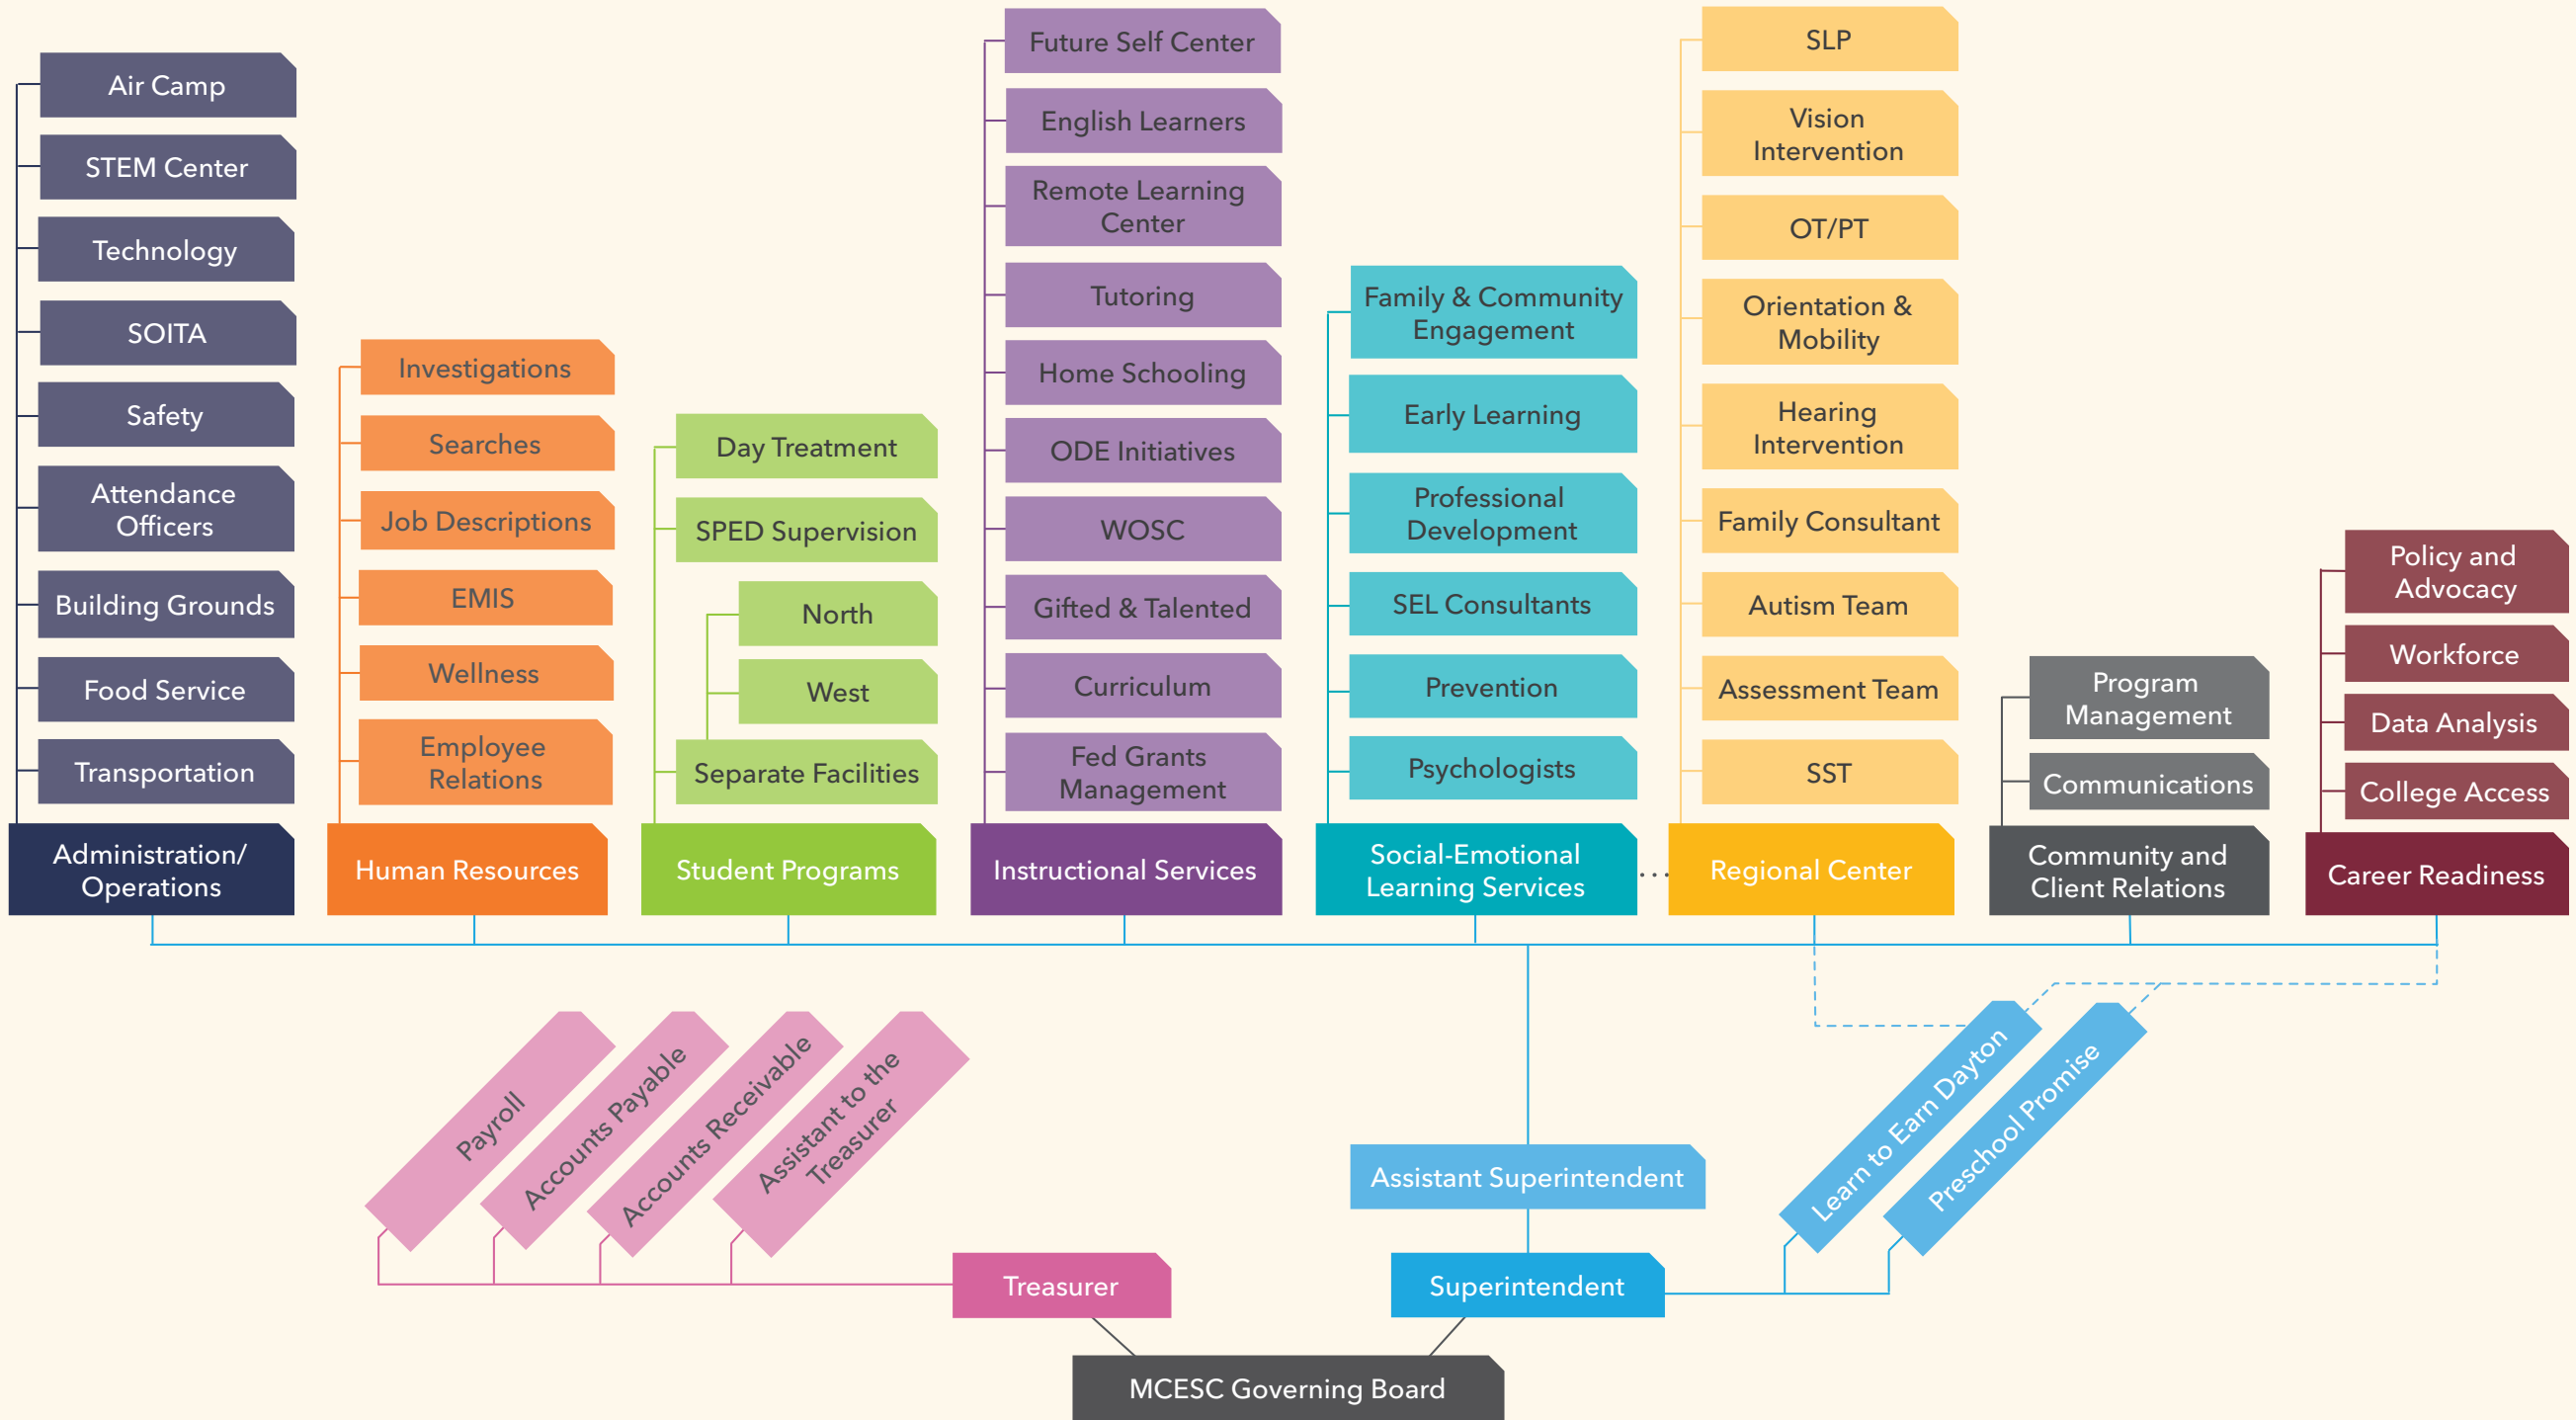 Air Camp
STEM Center
Technology
SOITA
Safety
Attendance
Officers
Building Grounds
Food Service
Transportation
Administration/
Operations
Investigations
Searches
Job Descriptions
EMIS
Wellness
Employee
Relations
Human Resources
Day Treatment
SPED Supervision
North
West
Separate Facilities
Student Programs
Future Self Center
English Learners
Remote Learning
Center
Tutoring
Home Schooling
ODE Initiatives
WOSC
Gifted & Talented
Curriculum
Fed Grants
Management
Instructional Services
Family & Community
Engagement
Early Learning
Professional
Development
SEL Consultants
Prevention
Psychologists
Social-Emotional
Learning Services
SLP
Vision
Intervention
OT/PT
Orientation &
Mobility
Hearing
Intervention
Family Consultant
Autism Team
Assessment Team
SST
Regional Center
Program
Management
Communications
Community and
Client Relations
Policy and
Advocacy
Workforce
Data Analysis
College Access
Career Readiness
Payroll
Accounts Payable
Accounts Receivable
Assistant to the
Treasurer
Treasurer
Assistant Superintendent
Superintendent
Learn to Earn Dayton
Preschool Promise
MCESC Governing Board